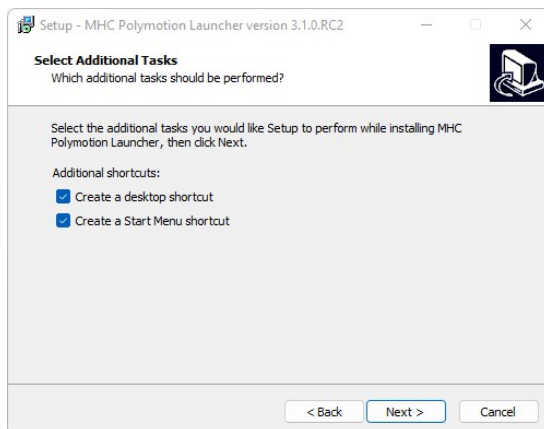 Setup - MHC Polymotion Launcher version 3.1.0.RC2
Select Additional Tasks
Which additional tasks should be performed?
Select the additional tasks you would like Setup to perform while installing MHC
Polymotion Launcher, then click Next.
Additional shortcuts:
Create a desktop shortcut
Create a Start Menu shortcut
< Back
Next >
Cancel